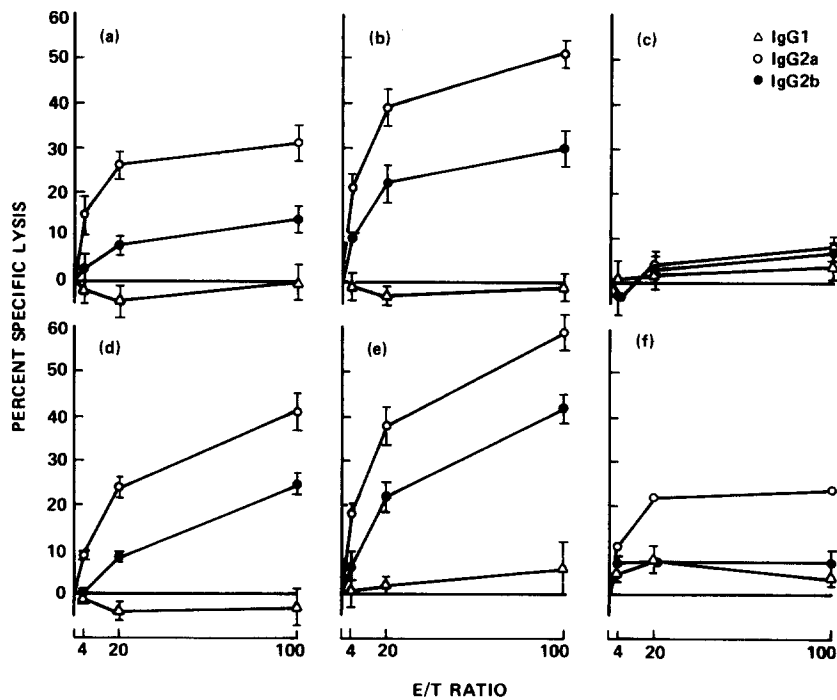 60
50
40
30
20
10
0
(a)
(b)
(c)
△ IgG1
○ IgG2a
● IgG2b
PERCENT SPECIFIC LYSIS
60
50
40
30
20
10
0
(d)
(e)
(f)
4 20 100
4 20 100
4 20 100
E/T RATIO